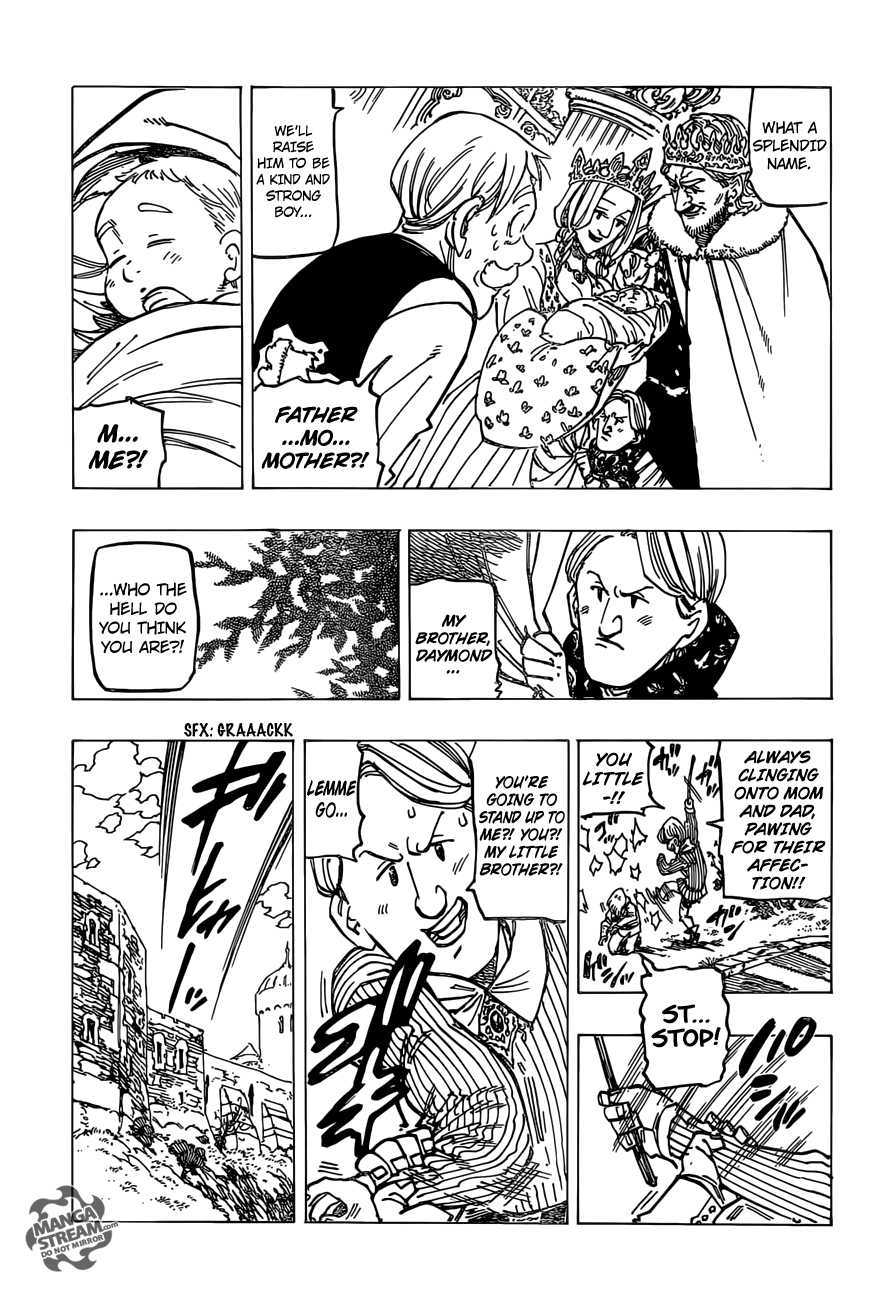 WHAT A
SPLENDID
NAME.
WE'LL
RAISE
HIM TO BE
A KIND AND
STRONG
BOY...
FATHER
...MO...
MOTHER?!
M...
ME?!
MY
BROTHER,
DAYMOND
...
...WHO THE
HELL DO
YOU THINK
YOU ARE?!
ALWAYS
CLINGING
ONTO MOM
AND DAD,
PAWING
FOR THEIR
AFFEC-
TION!!
YOU
LITTLE
-!!
ST...
STOP!
YOU'RE
GOING TO
STAND UP TO
ME?! YOU?!
MY LITTLE
BROTHER?!
LEMME
GO...
SFX: GRAAACKK
MANGA
STREAM.com
DO NOT MIRROR